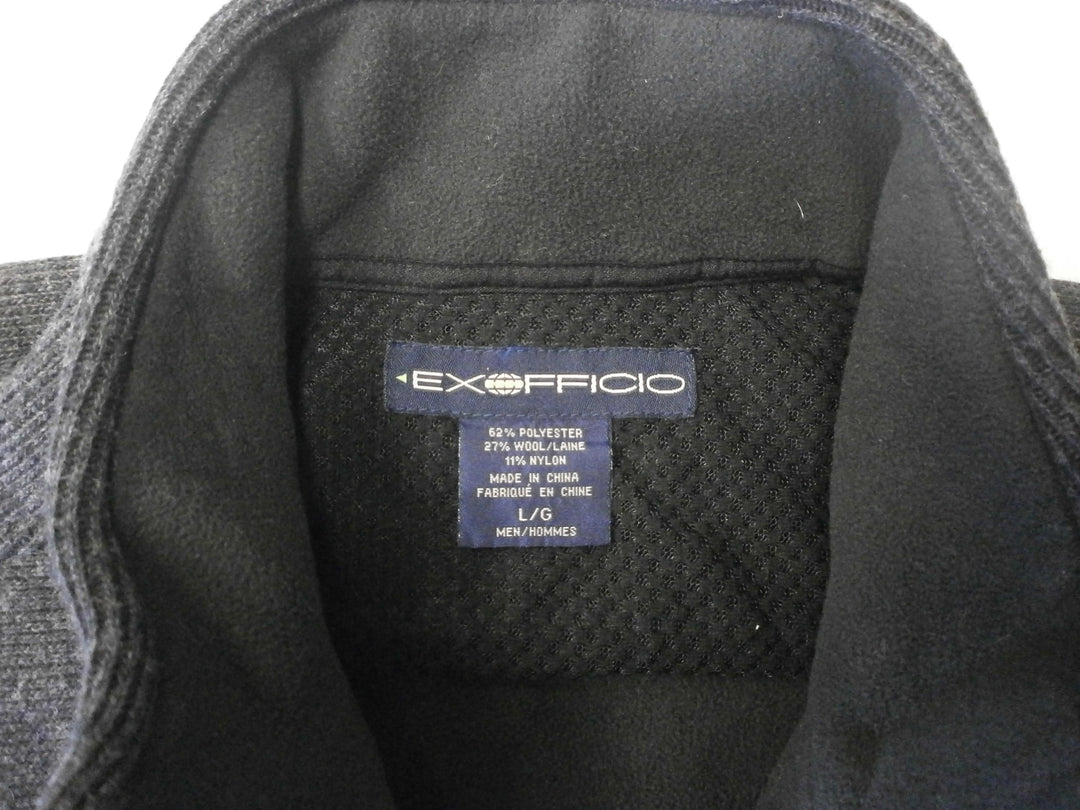 EXOFFICIO
62% POLYESTER
27% WOOL/LAINE
11% NYLON
MADE IN CHINA
FABRIQUÉ EN CHINE
L/G
MEN/HOMMES